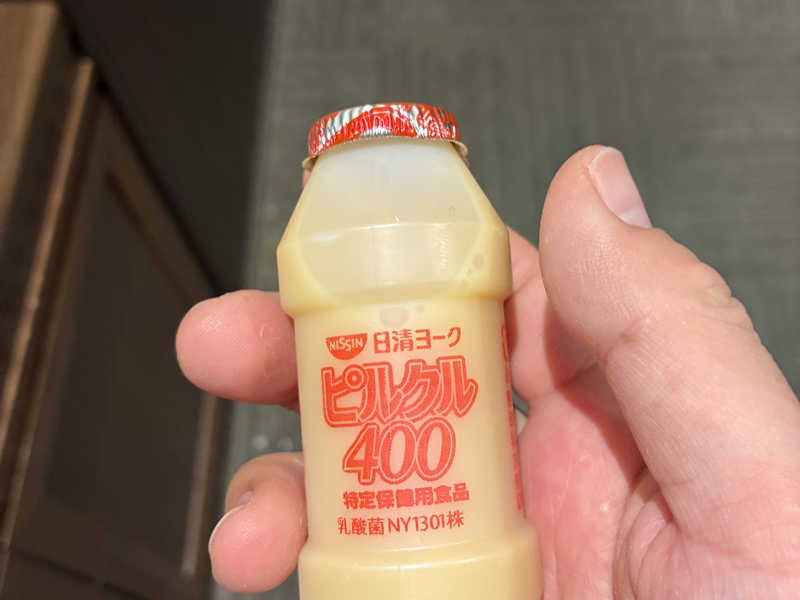 NISSIN 日清ヨーク
ピルクル
400
特定保健用食品
乳酸菌 NY1301株